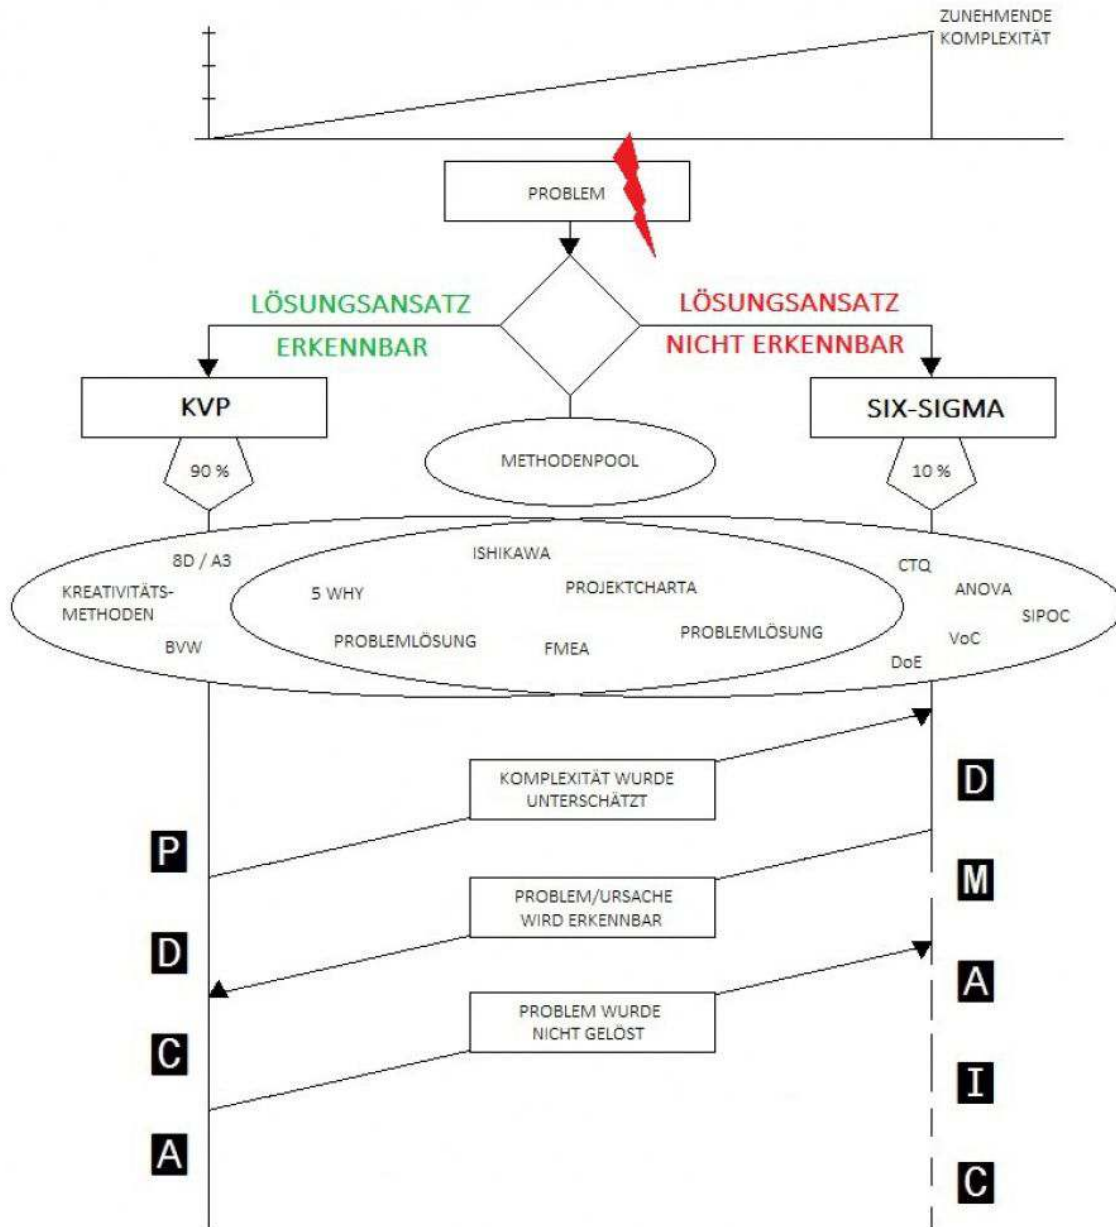 ZUNEHMENDE
KOMPLEXITÄT
PROBLEM
LÖSUNGSANSATZ
ERKENNBAR
LÖSUNGSANSATZ
NICHT ERKENNBAR
KVP
SIX-SIGMA
METHODENPOOL
90 %
10 %
8D / A3
KREATIVITÄTS-
METHODEN
BVW
ISHIKAWA
5 WHY
PROJEKTCHARTA
PROBLEMLÖSUNG
FMEA
PROBLEMLÖSUNG
CTQ
ANOVA
SIPOC
VoC
DoE
KOMPLEXITÄT WURDE
UNTERSCHÄTZT
PROBLEM/URSACHE
WIRD ERKENNBAR
PROBLEM WURDE
NICHT GELÖST
P
D
C
A
D
M
A
I
C